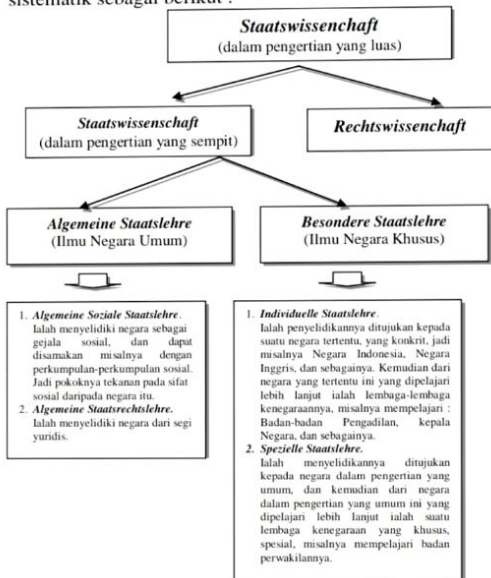 sistematik sebagai berikut :
Staatswissenchaft
(dalam pengertian yang luas)
Staatswissenschaft
(dalam pengertian yang sempit)
Rechtswissenchaft
Algemeine Staatslehre
(Ilmu Negara Umum)
Besondere Staatslehre
(Ilmu Negara Khusus)
1. Algemeine Soziale Staatslehre.
Ialah menyelidiki negara sebagai
gejala sosial, dan dapat
disamakan misalnya dengan
perkumpulan-perkumpulan sosial.
Jadi pokoknya tekanan pada sifat
sosial daripada negara itu.
2. Algemeine Staatsrechtslehre.
Ialah menyelidiki negara dari segi
yuridis.
1. Individuelle Staatslehre.
Ialah penyelidikannya ditujukan kepada
suatu negara tertentu, yang konkrit, jadi
misalnya Negara Indonesia, Negara
Inggris, dan sebagainya. Kemudian dari
negara yang tertentu ini yang dipelajari
lebih lanjut ialah lembaga-lembaga
kenegaraannya, misalnya mempelajari :
Badan-badan Pengadilan, kepala
Negara, dan sebagainya.
2. Spezielle Staatslehre.
Ialah menyelidikannya ditujukan
kepada negara dalam pengertian yang
umum, dan kemudian dari negara
dalam pengertian yang umum ini yang
dipelajari lebih lanjut ialah suatu
lembaga kenegaraan yang khusus,
spesial, misalnya mempelajari badan
perwakilannya.